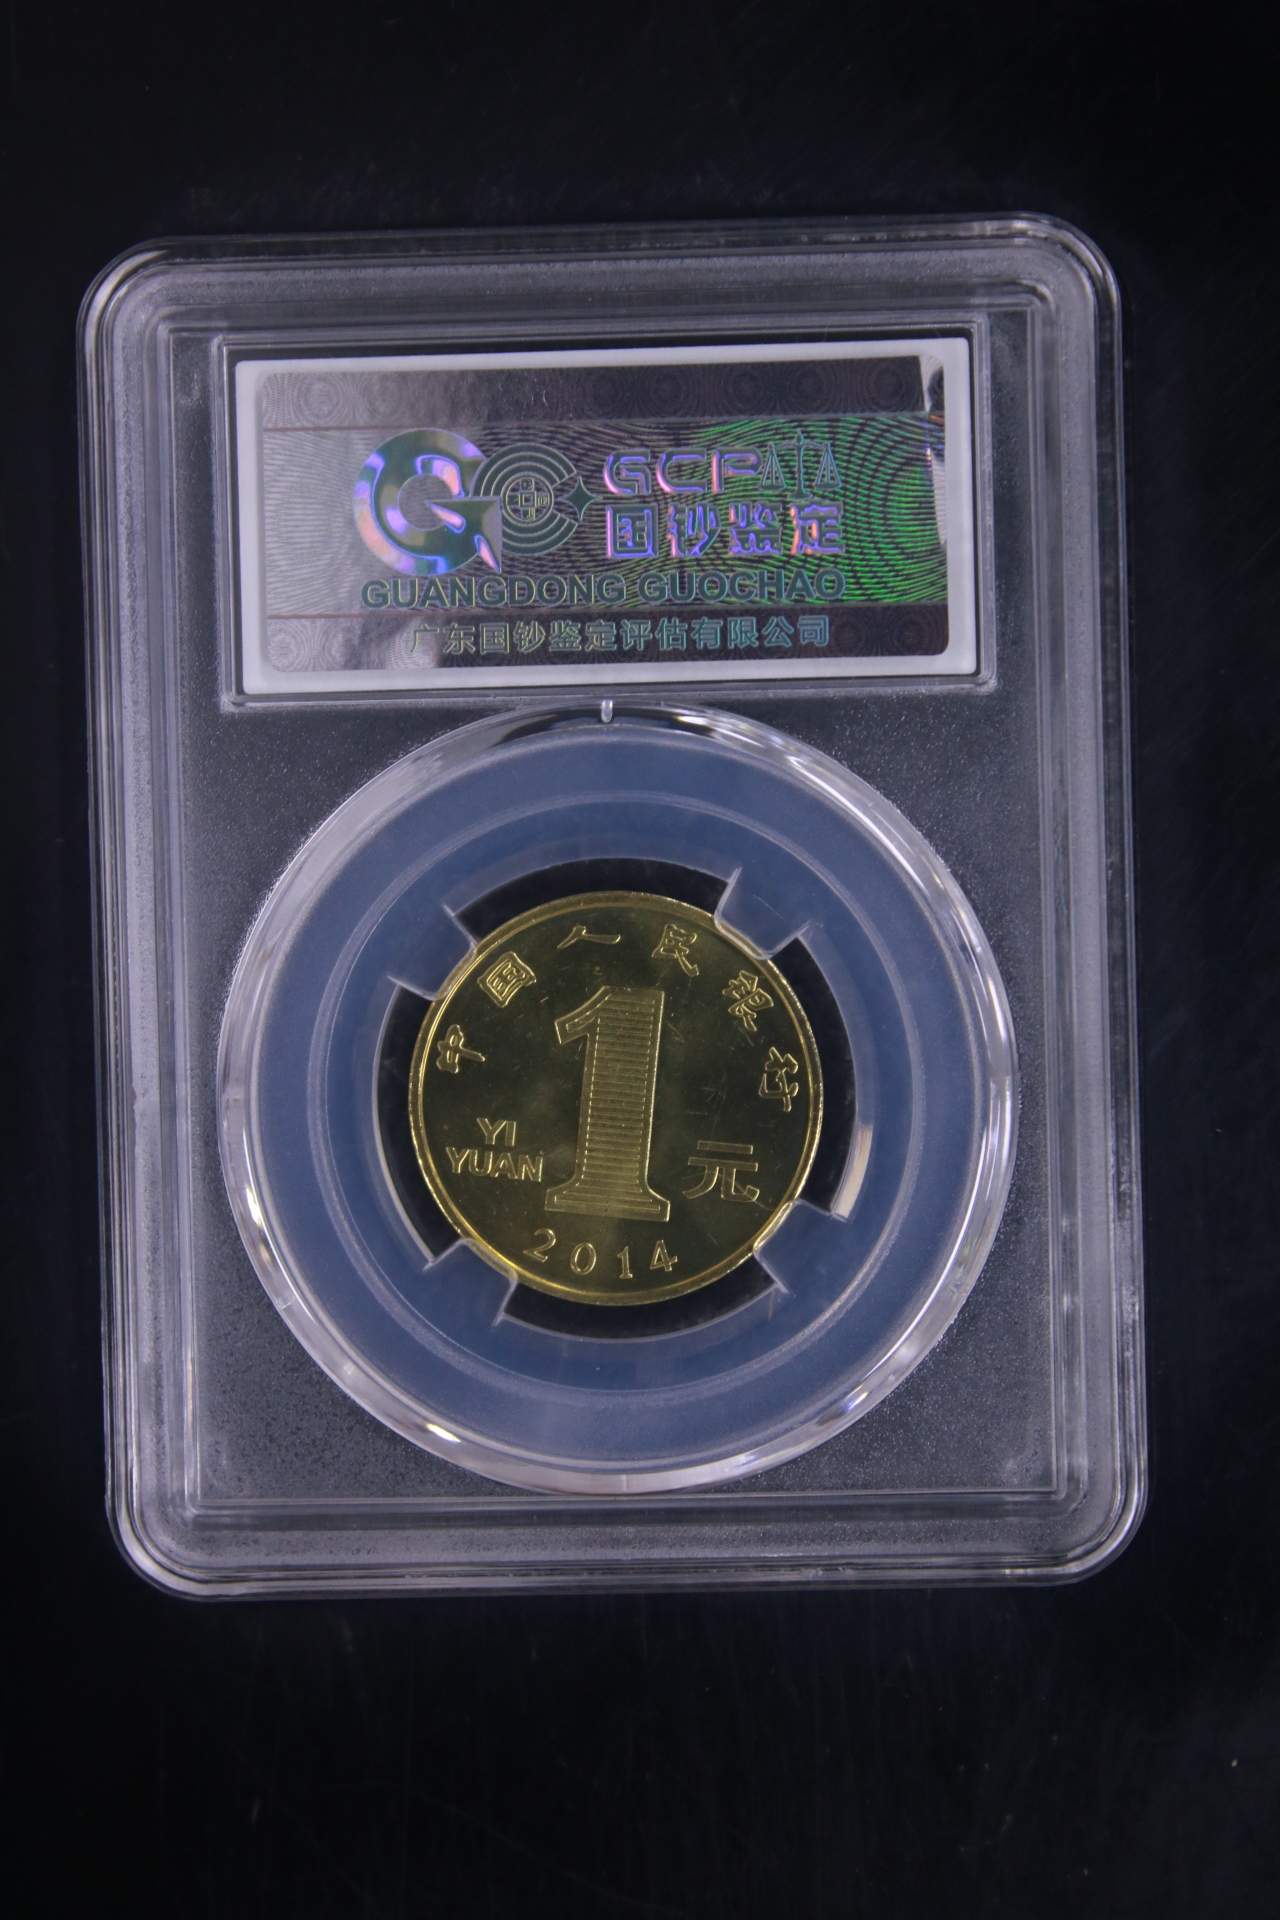 GCP
国钞鉴定
GUANGDONG GUOCHAO
广东国钞鉴定评估有限公司
中国人民银行
1
YI
YUAN
元
2014